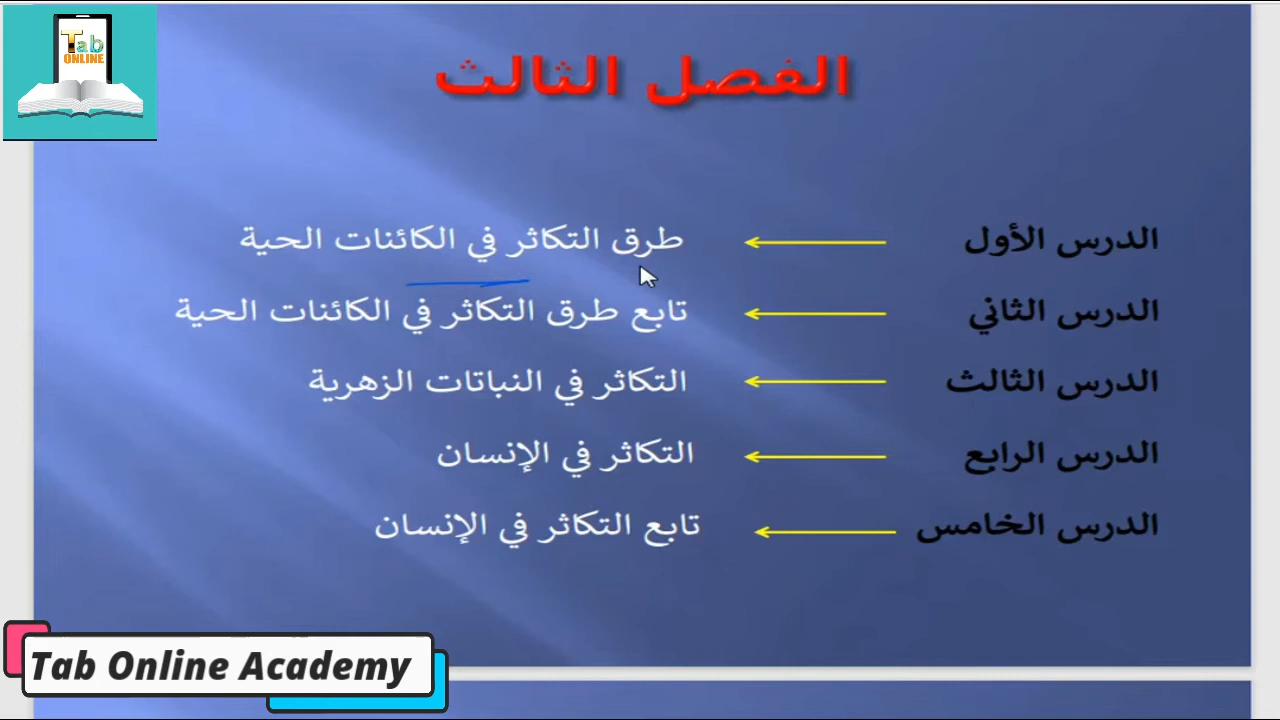 Tab
ONLINE
الفصل الثالث
الدرس الأول طرق التكاثر في الكائنات الحية
الدرس الثاني تابع طرق التكاثر في الكائنات الحية
الدرس الثالث التكاثر في النباتات الزهرية
الدرس الرابع التكاثر في الإنسان
الدرس الخامس تابع التكاثر في الإنسان
Tab Online Academy